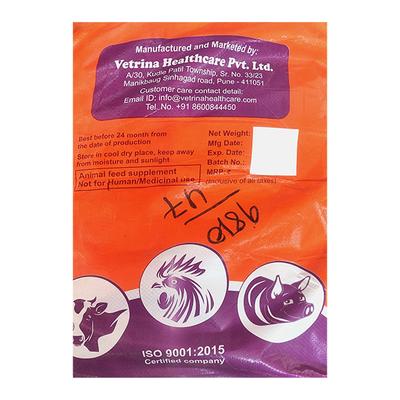 Manufactured and Marketed by:
Vetrina Healthcare Pvt. Ltd.
A/30, Kudle Patil Township, Sr. No. 33/23
Manikbaug Sinhagad road, Pune - 411051
Customer care contact detail:
Email ID: info@vetrinahealthcare.com
Tel. No. +91 8600844450
Best before 24 month from
the date of production
Store in cool dry place, keep away
from moisture and sunlight
Animal feed supplement
Not for Human/Medicinal use
Net Weight:
Mfg Date:
Exp. Date:
Batch No.:
MRP: ₹ (Inclusive of all taxes)
47
ISO 9001:2015
Certified company